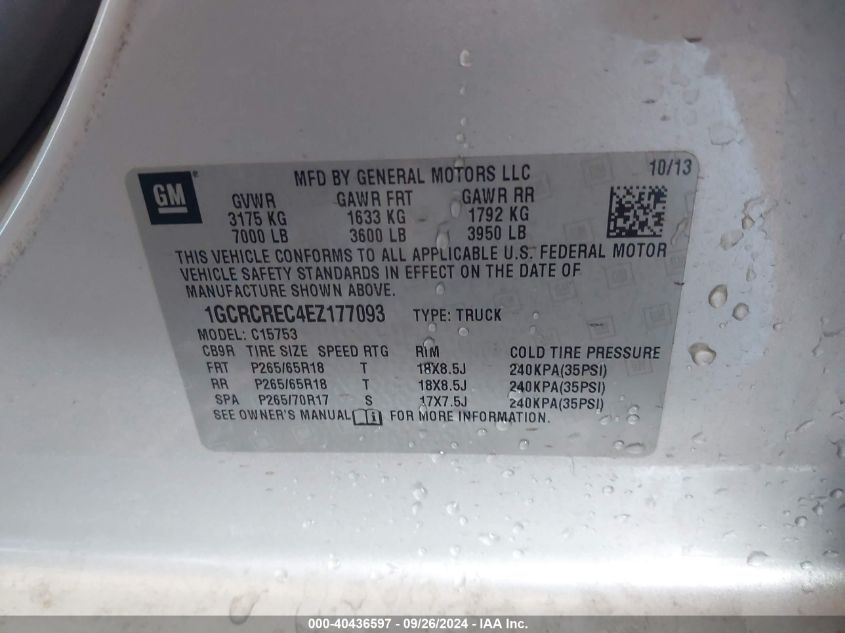 GM® MFD BY GENERAL MOTORS LLC 10/13
GVWR GAWR FRT GAWR RR
3175 KG 1633 KG 1792 KG
7000 LB 3600 LB 3950 LB
THIS VEHICLE CONFORMS TO ALL APPLICABLE U.S. FEDERAL MOTOR
VEHICLE SAFETY STANDARDS IN EFFECT ON THE DATE OF
MANUFACTURE SHOWN ABOVE.
1GCRCREC4EZ177093 TYPE: TRUCK
MODEL: C15753
CB9R TIRE SIZE SPEED RTG RIM COLD TIRE PRESSURE
FRT P265/65R18 T 18X8.5J 240KPA(35PSI)
RR P265/65R18 T 18X8.5J 240KPA(35PSI)
SPA P265/70R17 S 17X7.5J 240KPA(35PSI)
SEE OWNER'S MANUAL i FOR MORE INFORMATION.
000-40436597 - 09/26/2024 - IAA Inc.